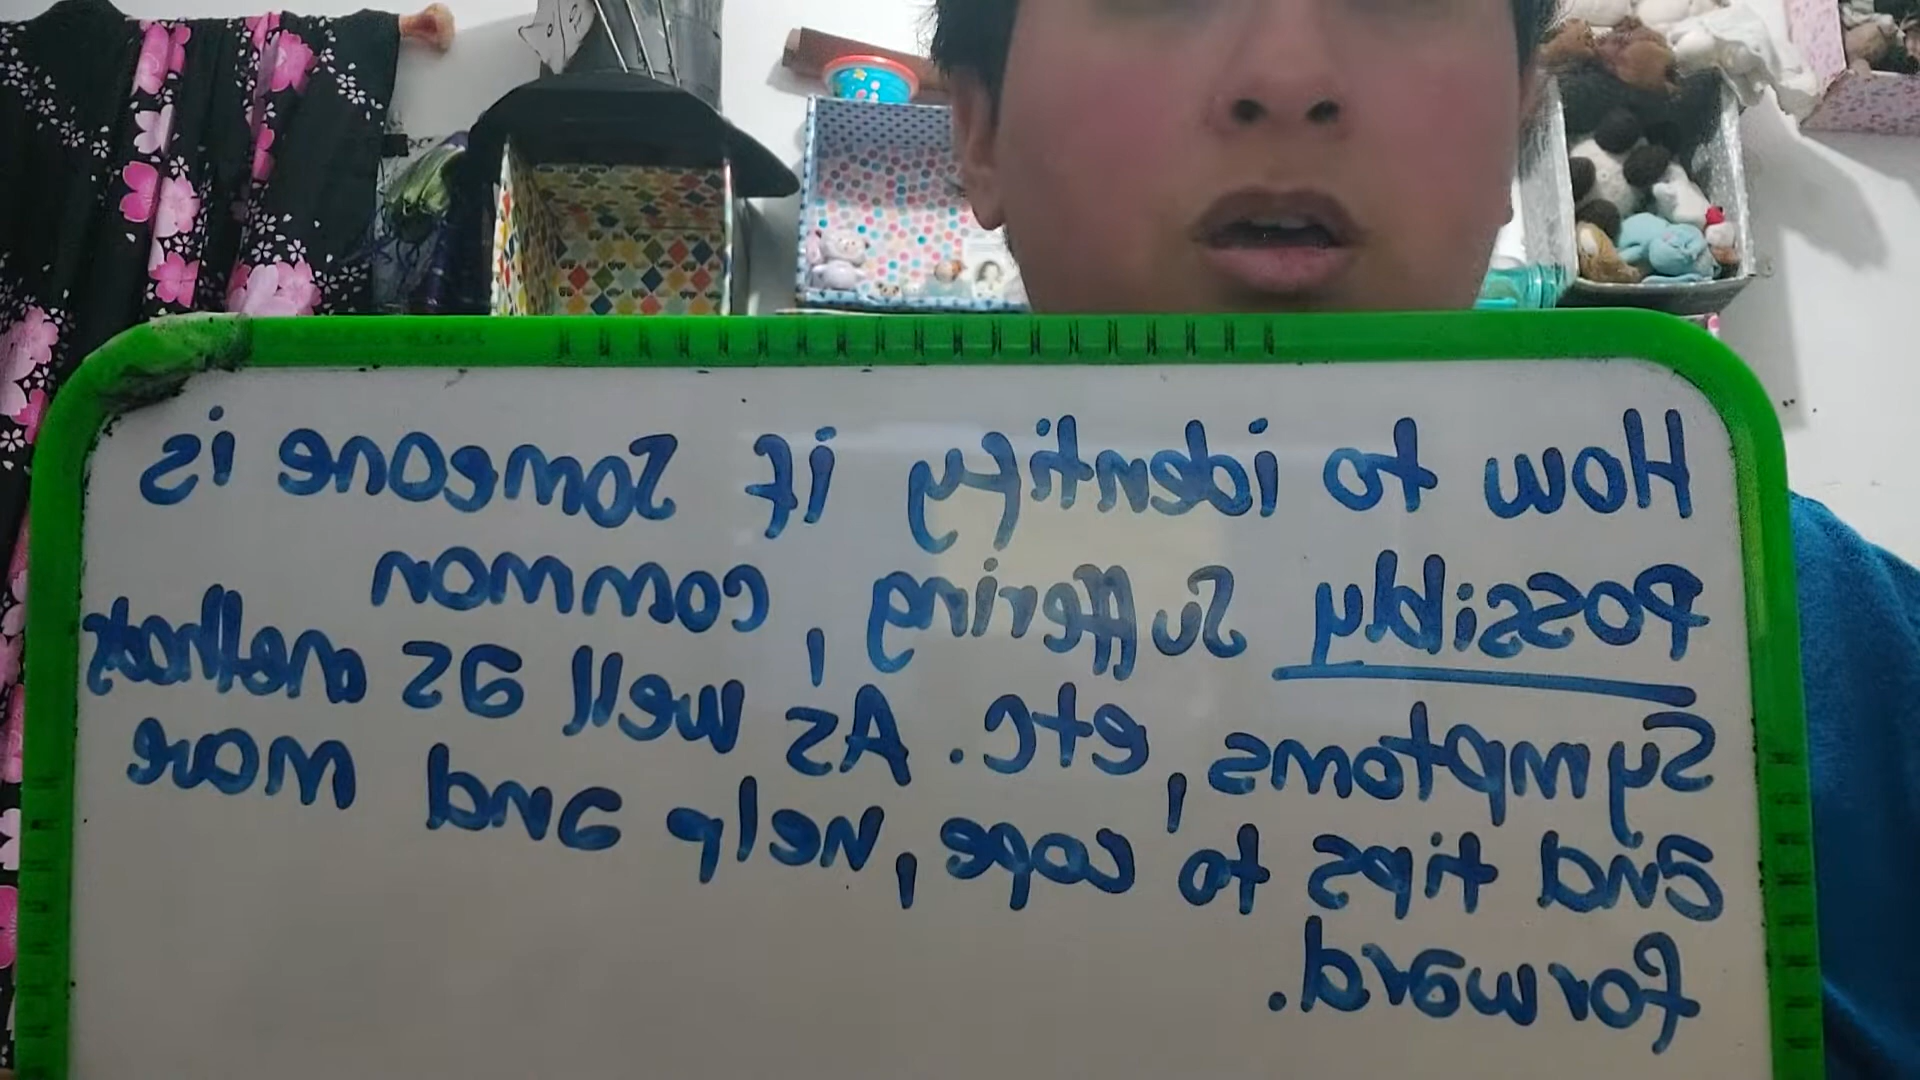 How to identify if Someone is
Possibly Suffering, common
Symptoms, etc. As well as methods
and tips to cope, help and move
forward.